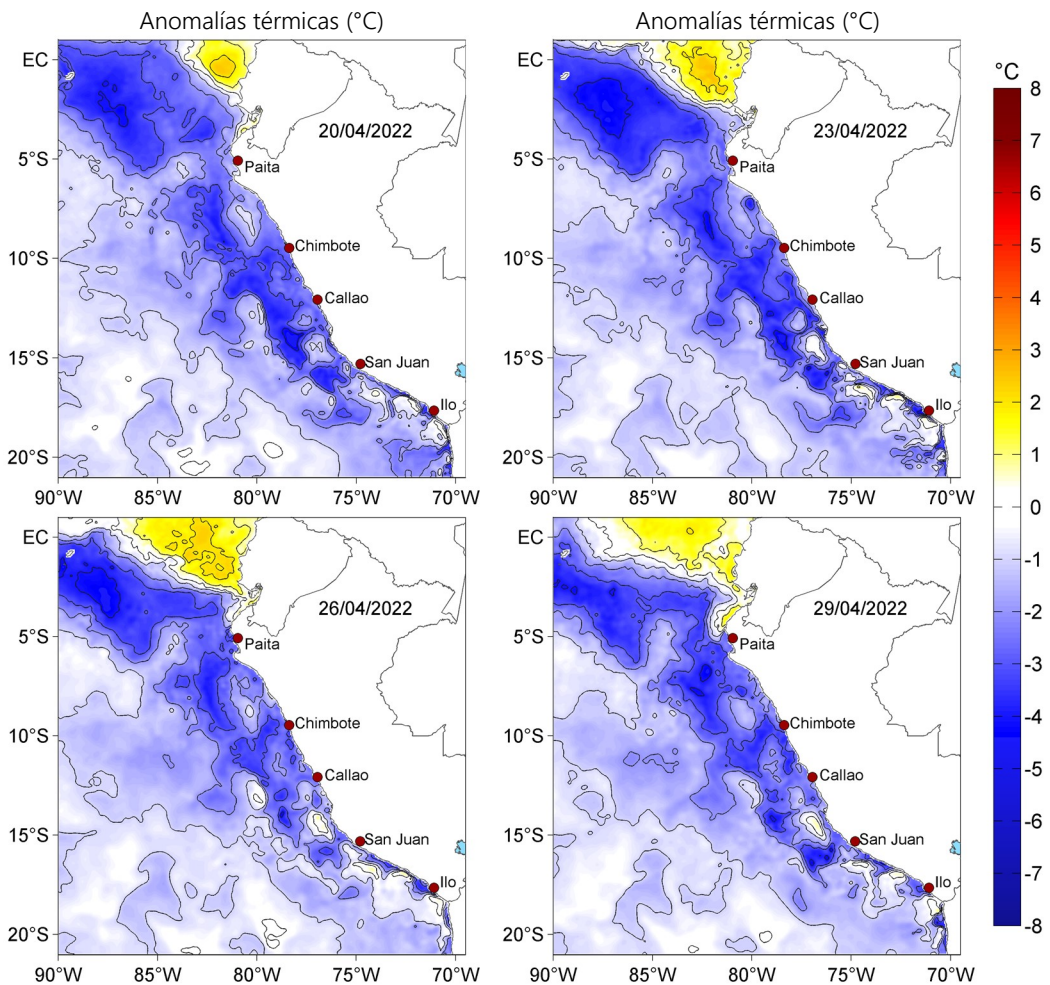 Anomalías térmicas (°C)
Anomalías térmicas (°C)
EC
5°S
10°S
15°S
20°S
90°W
85°W
80°W
75°W
70°W
20/04/2022
Paita
Chimbote
Callao
San Juan
Ilo
EC
5°S
10°S
15°S
20°S
90°W
85°W
80°W
75°W
70°W
23/04/2022
Paita
Chimbote
Callao
San Juan
Ilo
EC
5°S
10°S
15°S
20°S
90°W
85°W
80°W
75°W
70°W
26/04/2022
Paita
Chimbote
Callao
San Juan
Ilo
EC
5°S
10°S
15°S
20°S
90°W
85°W
80°W
75°W
70°W
29/04/2022
Paita
Chimbote
Callao
San Juan
Ilo
°C
8
7
6
5
4
3
2
1
0
-1
-2
-3
-4
-5
-6
-7
-8